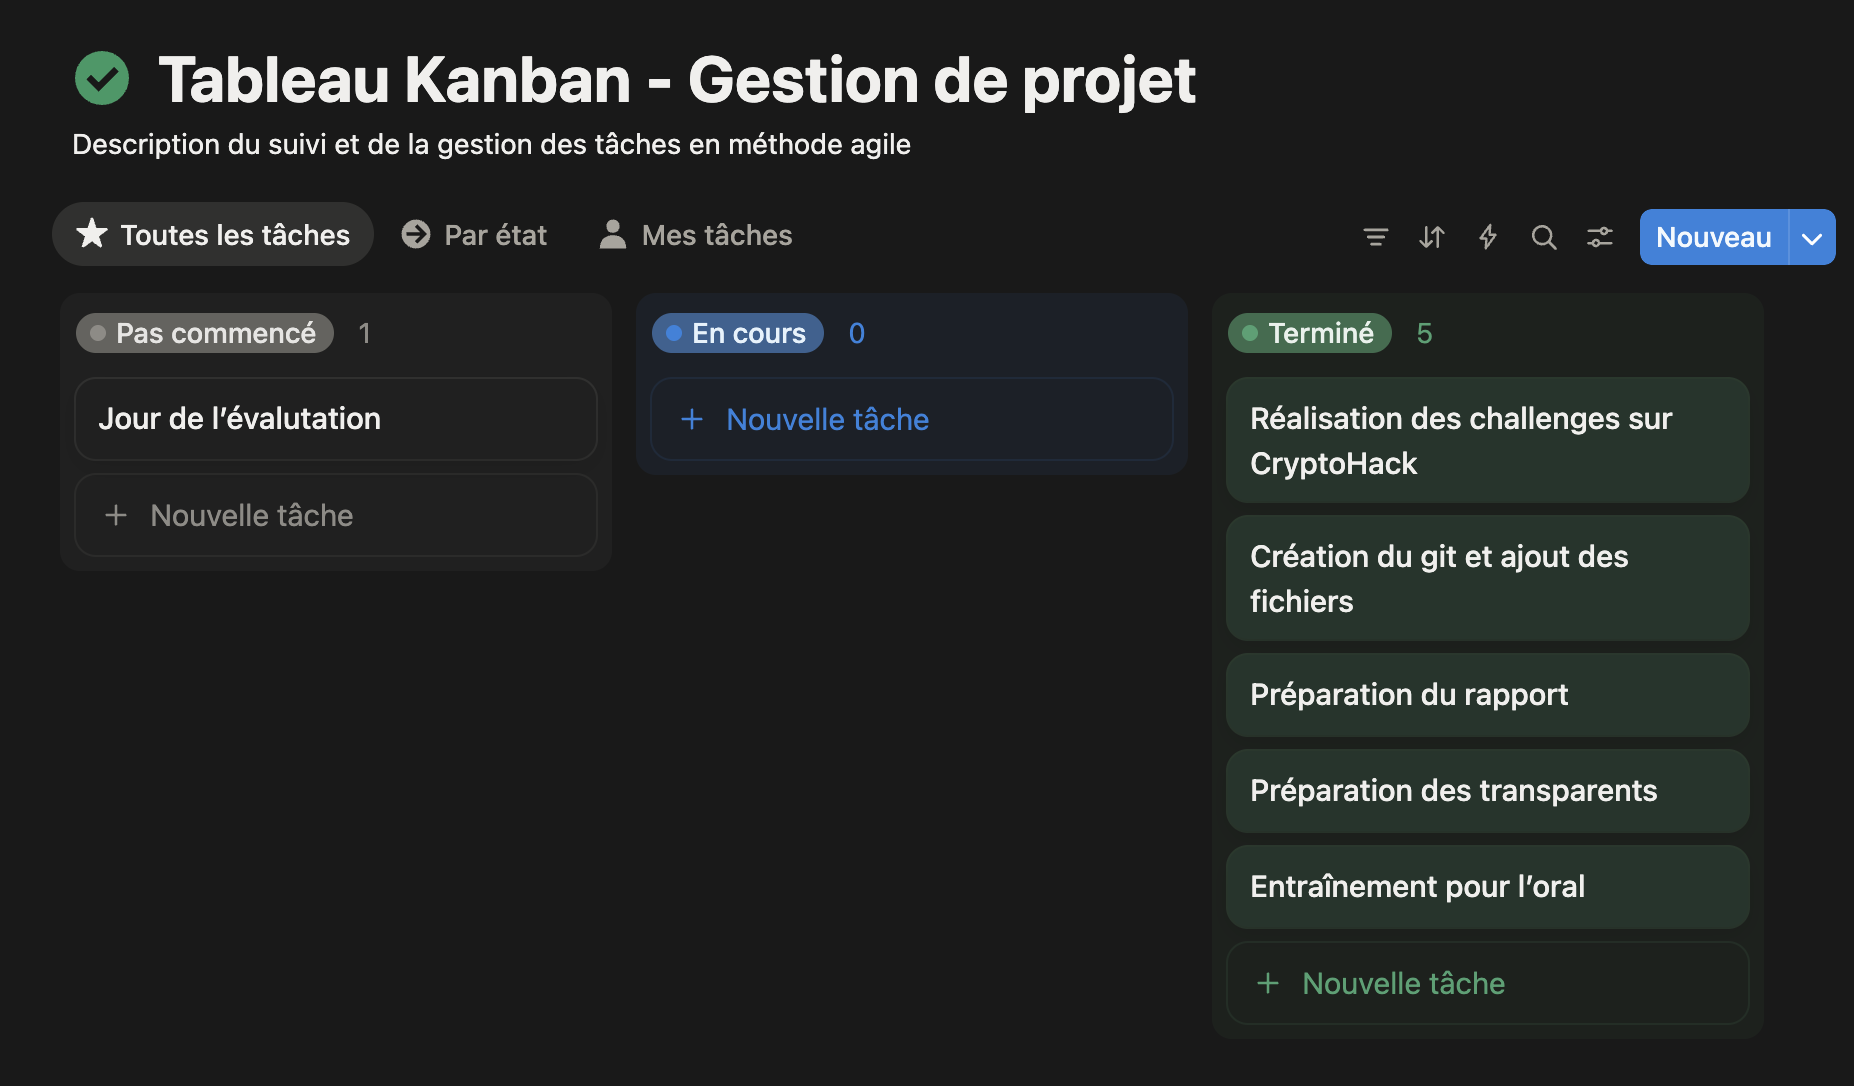 Tableau Kanban - Gestion de projet
Description du suivi et de la gestion des tâches en méthode agile
Toutes les tâches
Par état
Mes tâches
Nouveau
Pas commencé 1
Jour de l’évalutation
+ Nouvelle tâche
En cours 0
+ Nouvelle tâche
Terminé 5
Réalisation des challenges sur
CryptoHack
Création du git et ajout des
fichiers
Préparation du rapport
Préparation des transparents
Entraînement pour l’oral
+ Nouvelle tâche